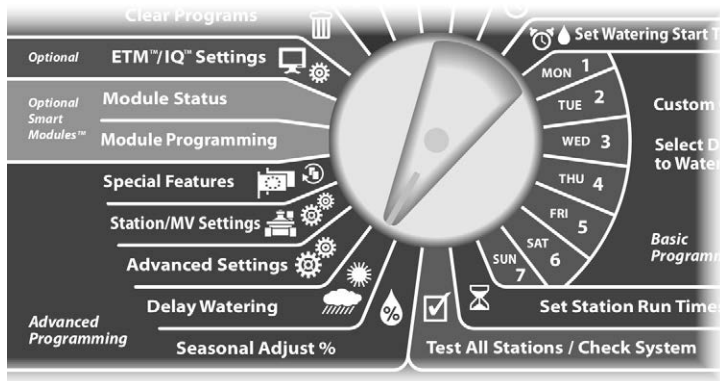 Clear Programs
Optional
ETM™/IQ™ Settings
Optional
Smart
Modules™
Module Status
Module Programming
Special Features
Station/MV Settings
Advanced Settings
Delay Watering
Advanced
Programming
Seasonal Adjust %
%
Test All Stations / Check System
Set Station Run Time
Set Watering Start T
MON 1
TUE 2
WED 3
THU 4
FRI 5
SAT 6
SUN 7
Custom
Select D
to Water
Basic
Programm